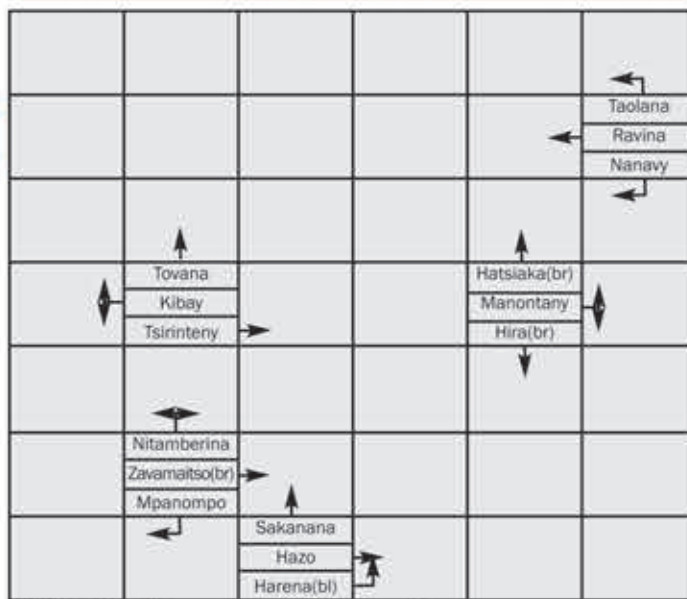 Taolana
Ravina
Nanavy
Tovana
Kibay
Tsirinteny
Hatsiaka(br)
Manontany
Hira(br)
Nitamberina
Zavamaitso(br)
Mpanompo
Sakanana
Hazo
Harena(bl)